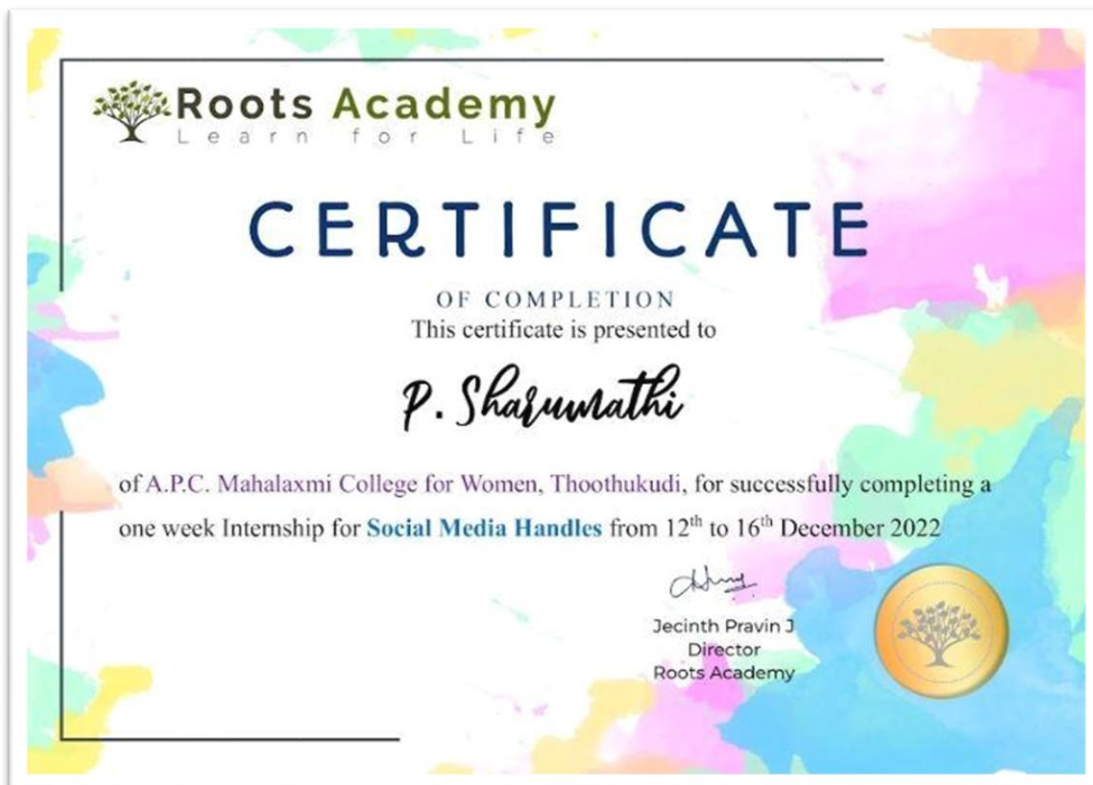 Roots Academy
Learn for Life
CERTIFICATE
OF COMPLETION
This certificate is presented to
P. Sharumathi
of A.P.C. Mahalaxmi College for Women, Thoothukudi, for successfully completing a
one week Internship for Social Media Handles from 12th to 16th December 2022
Jecinth Pravin J
Director
Roots Academy